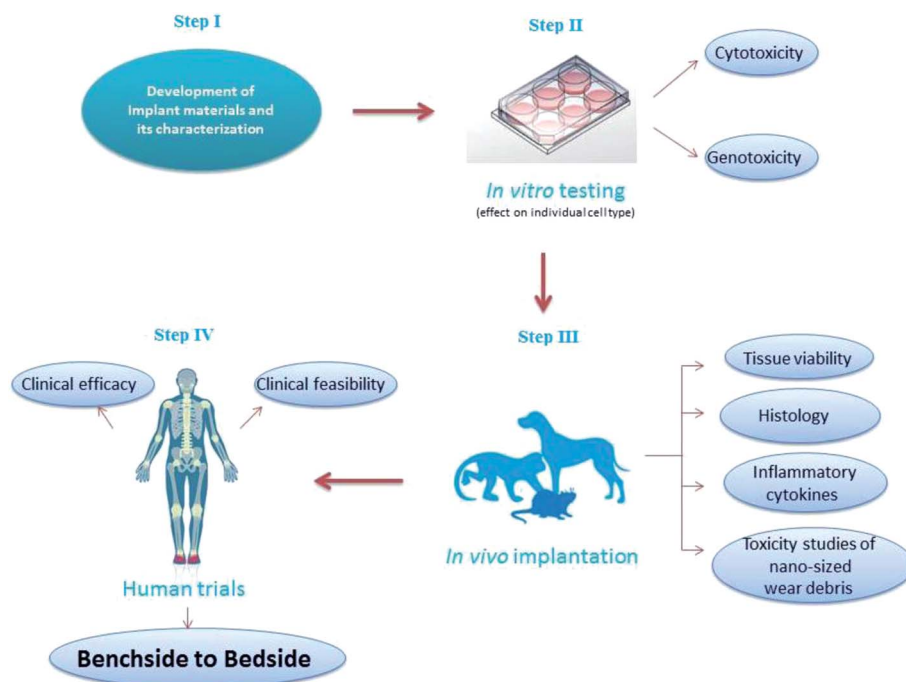 Step I
Development of
Implant materials and
its characterization
Step II
In vitro testing
(effect on individual cell type)
Cytotoxicity
Genotoxicity
Step III
In vivo implantation
Tissue viability
Histology
Inflammatory
cytokines
Toxicity studies of
nano-sized
wear debris
Step IV
Clinical efficacy
Clinical feasibility
Human trials
Benchside to Bedside